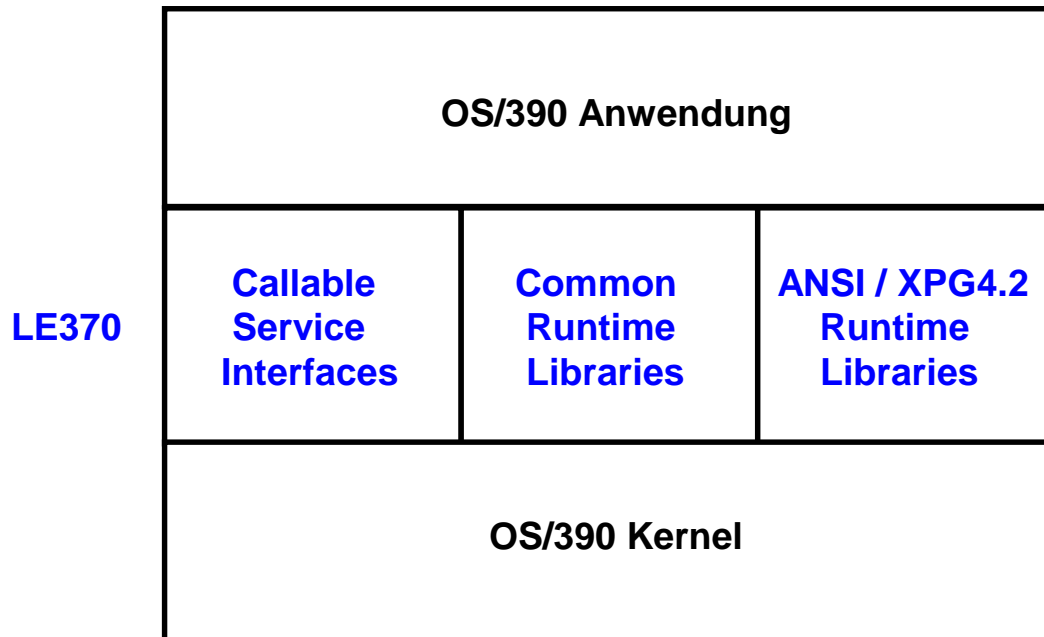 OS/390 Anwendung
LE370
Callable
Service
Interfaces
Common
Runtime
Libraries
ANSI / XPG4.2
Runtime
Libraries
OS/390 Kernel